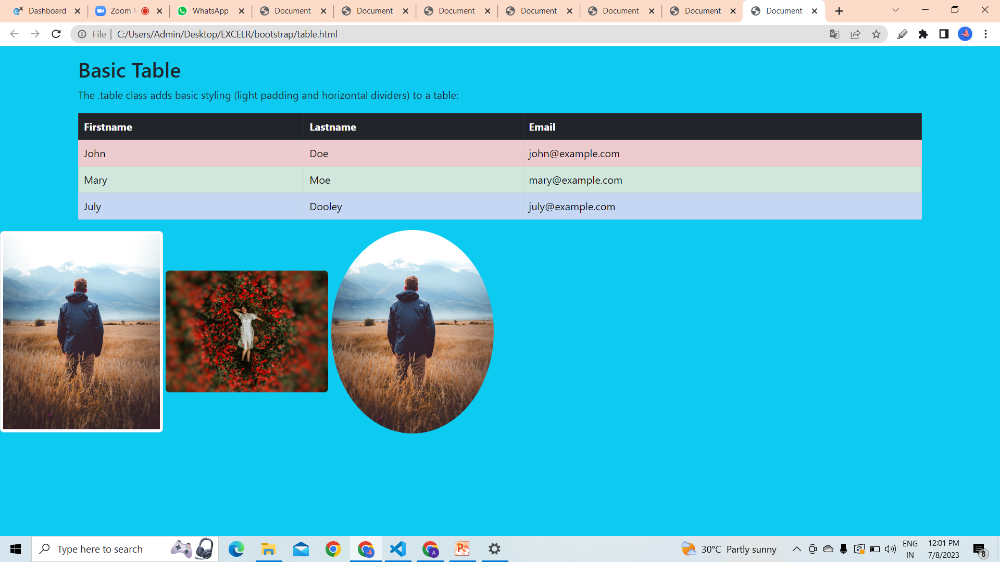 Dashboard
Zoom
WhatsApp
Document
Document
Document
Document
Document
Document
Document
File
C:/Users/Admin/Desktop/EXCELR/bootstrap/table.html
Basic Table
The .table class adds basic styling (light padding and horizontal dividers) to a table:
Firstname Lastname Email
John Doe john@example.com
Mary Moe mary@example.com
July Dooley july@example.com
Type here to search
30°C Partly sunny
ENG
IN
12:01 PM
7/8/2023
8